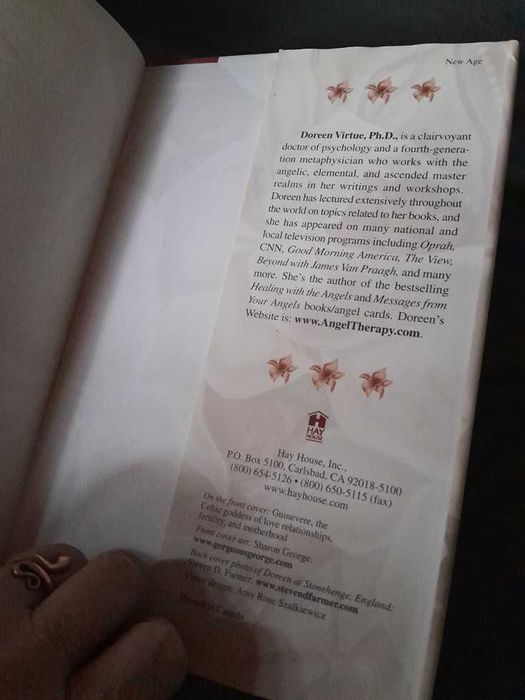 New Age
Doreen Virtue, Ph.D., is a clairvoyant
doctor of psychology and a fourth-genera-
tion metaphysician who works with the
angelic, elemental, and ascended master
realms in her writings and workshops.
Doreen has lectured extensively throughout
the world on topics related to her books, and
she has appeared on many national and
local television programs including Oprah,
CNN, Good Morning America, The View,
Beyond with James Van Praagh, and many
more. She's the author of the bestselling
Healing with the Angels and Messages from
Your Angels books/angel cards. Doreen's
Website is: www.AngelTherapy.com.
HAY
HOUSE
Hay House, Inc.,
P.O. Box 5100, Carlsbad, CA 92018-5100
(800) 654-5126 • (800) 650-5115 (fax)
www.hayhouse.com
On the front cover: Guinevere, the
Celtic goddess of love relationships,
fertility, and motherhood
Front cover art: Sharon George:
www.gorgeousgeorge.com
Back cover photo of Doreen at Stonehenge, England:
Steven D. Farmer: www.stevendfarmer.com
Cover design: Amy Rose Szalkiewicz
Printed in Canada